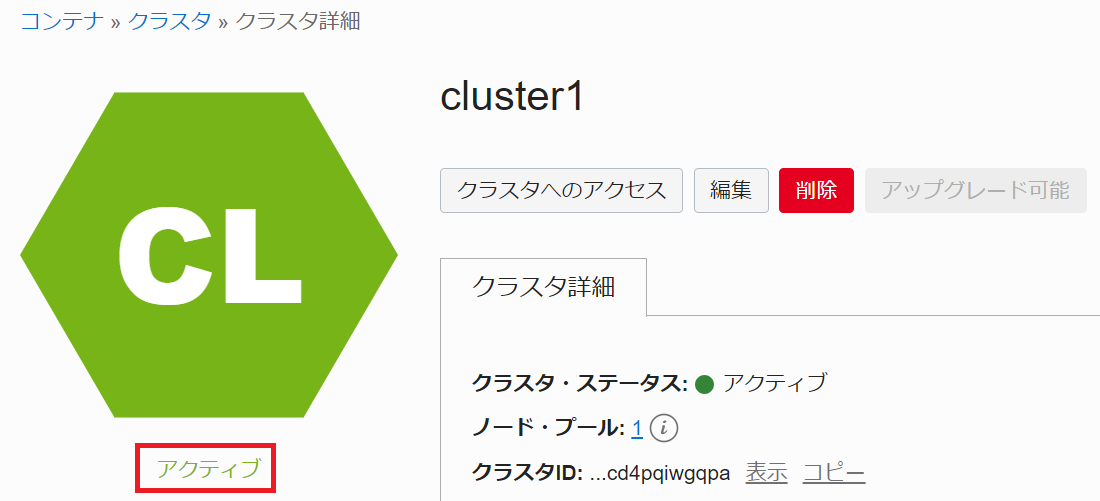 コンテナ » クラスタ » クラスタ詳細
cluster1
クラスタへのアクセス 編集 削除 アップグレード可能
CL
クラスタ詳細
クラスタ・ステータス: アクティブ
ノード・プール: 1 i
クラスタID: ...cd4pqiwgqpa 表示 コピー
アクティブ